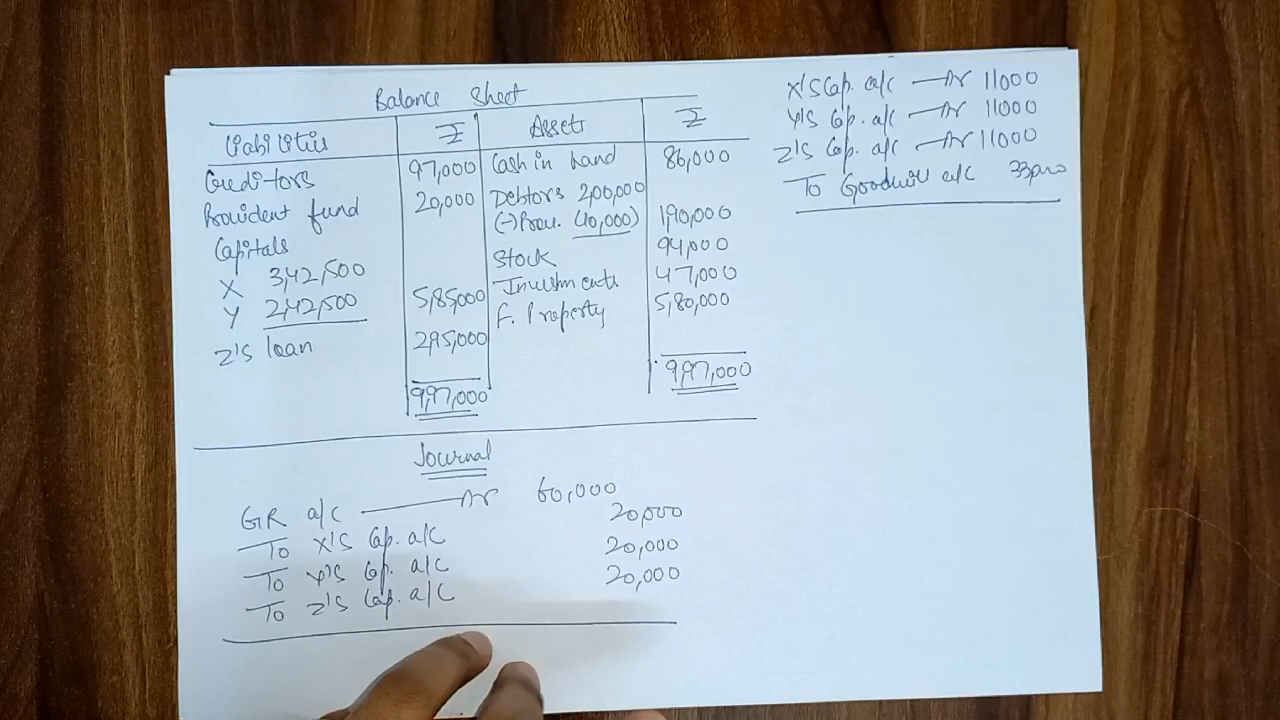 Balance Sheet
Liabilities ₹ Assets ₹
Creditors 97,000 Cash in hand 86,000
Provident fund 20,000 Debtors 2,00,000
(-) Prov. (10,000) 1,90,000
Capitals Stock 94,000
X 3,42,500 Investments 47,000
Y 2,42,500 5,85,000 F. Property 5,80,000
Z's loan 2,95,000
9,97,000 9,97,000
Journal
GR a/c Dr 60,000
To X's Cap. a/c 20,000
To Y's Cap. a/c 20,000
To Z's Cap. a/c 20,000
X's Cap. a/c Dr 11000
Y's Cap. a/c Dr 11000
Z's Cap. a/c Dr 11000
To Goodwill a/c 33000